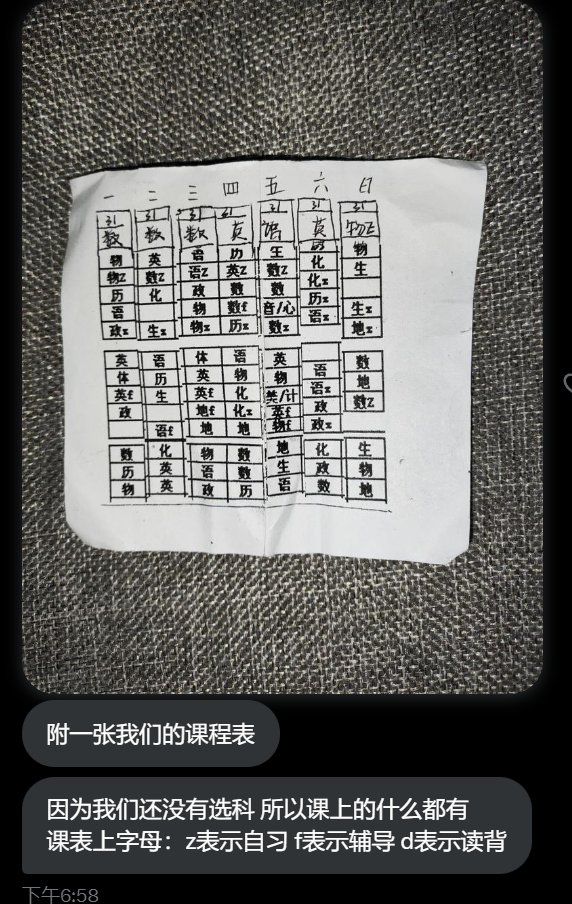 一 二 三 四 五 六 日
31 31 31 31 31 31 31
数 数 数 英 语 英 物
物 英 语 历 生 历 物
物z 数z 语z 英z 数z 化 生
历 化 政 数 数 化z
语 物 数f 音/心 历z 生z
政z 生z 物z 历z 数z 语z 地z
英 语 体 语 英 数
体 历 英 物 物 语 地
英f 生 英f 化 类/计 语z 数z
政 地f 化z 英f 政
语f 地 地 物f 政z
数 化 物 数 地 化 生
历 英 语 数 生 政 物
物 英 政 历 语 数 地
附一张我们的课程表
因为我们还没有选科 所以课上的什么都有
课表上字母：z表示自习 f表示辅导 d表示读背
下午6:58